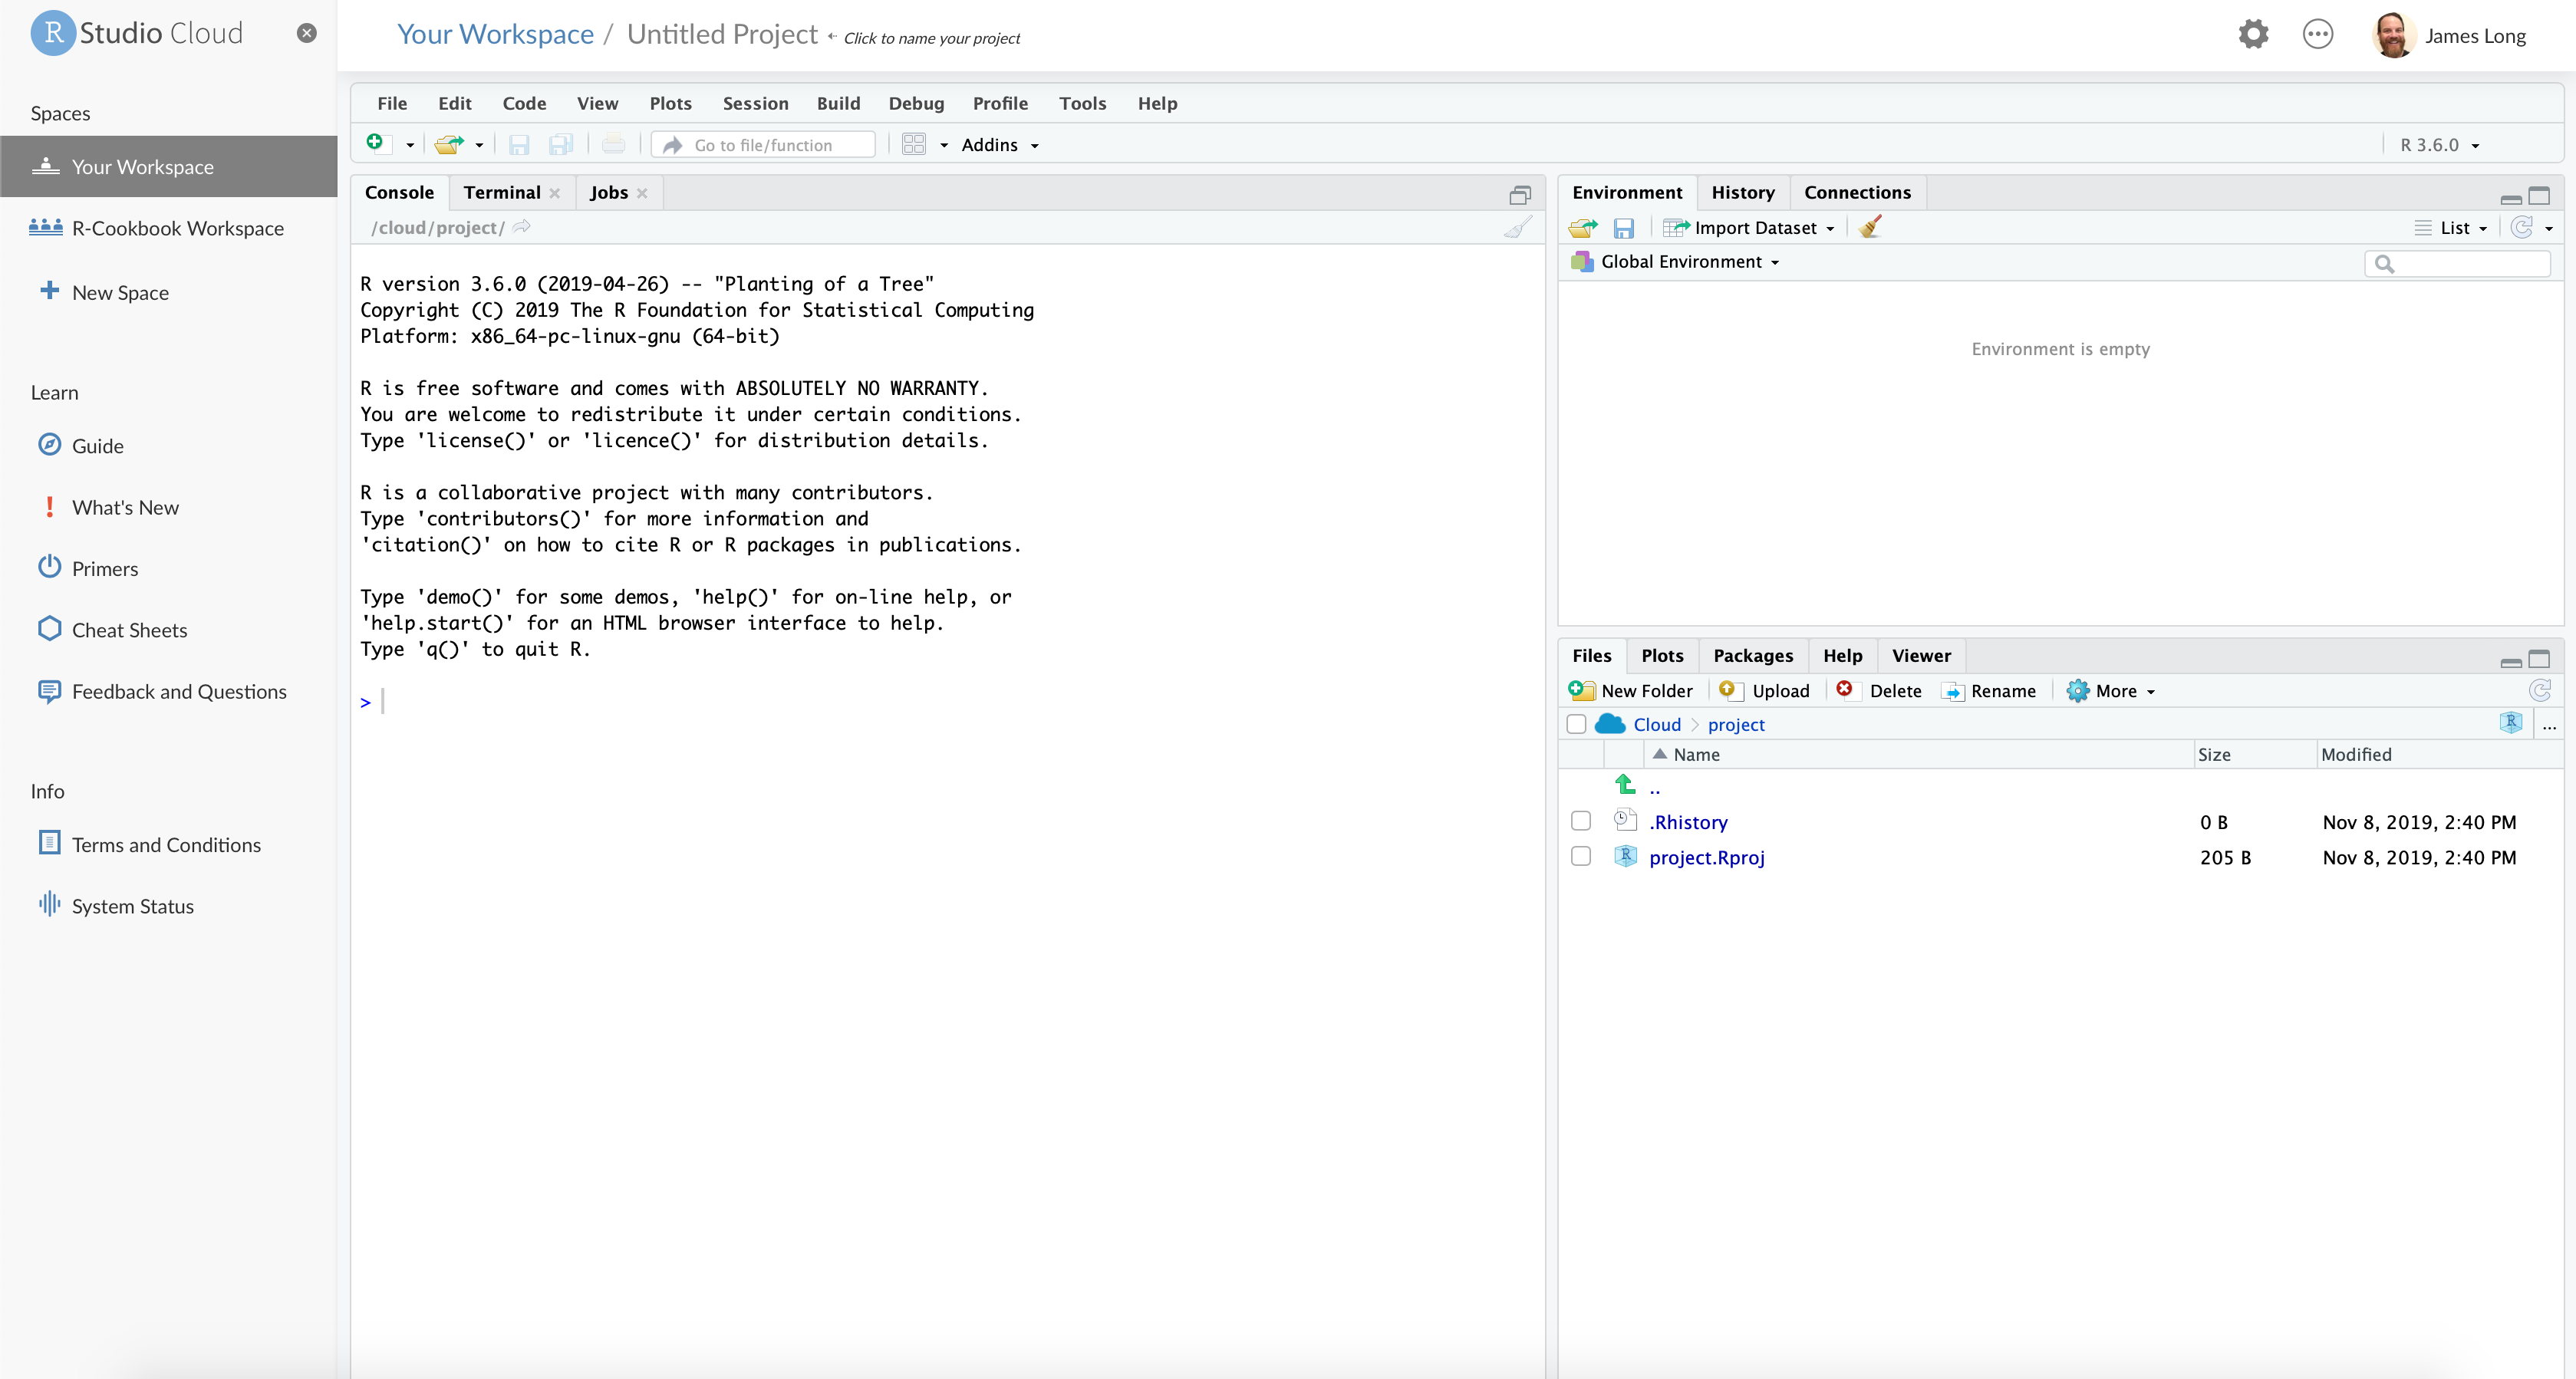 R Studio Cloud
Your Workspace / Untitled Project Click to name your project
James Long
Spaces
Your Workspace
R-Cookbook Workspace
New Space
Learn
Guide
What's New
Primers
Cheat Sheets
Feedback and Questions
Info
Terms and Conditions
System Status
File Edit Code View Plots Session Build Debug Profile Tools Help
Go to file/function Addins R 3.6.0
Console Terminal Jobs
/cloud/project/
R version 3.6.0 (2019-04-26) -- "Planting of a Tree"
Copyright (C) 2019 The R Foundation for Statistical Computing
Platform: x86_64-pc-linux-gnu (64-bit)
R is free software and comes with ABSOLUTELY NO WARRANTY.
You are welcome to redistribute it under certain conditions.
Type 'license()' or 'licence()' for distribution details.
R is a collaborative project with many contributors.
Type 'contributors()' for more information and
'citation()' on how to cite R or R packages in publications.
Type 'demo()' for some demos, 'help()' for on-line help, or
'help.start()' for an HTML browser interface to help.
Type 'q()' to quit R.
>
Environment History Connections
Import Dataset List
Global Environment
Environment is empty
Files Plots Packages Help Viewer
New Folder Upload Delete Rename More
Cloud project R ...
Name Size Modified
..
.Rhistory 0 B Nov 8, 2019, 2:40 PM
R project.Rproj 205 B Nov 8, 2019, 2:40 PM